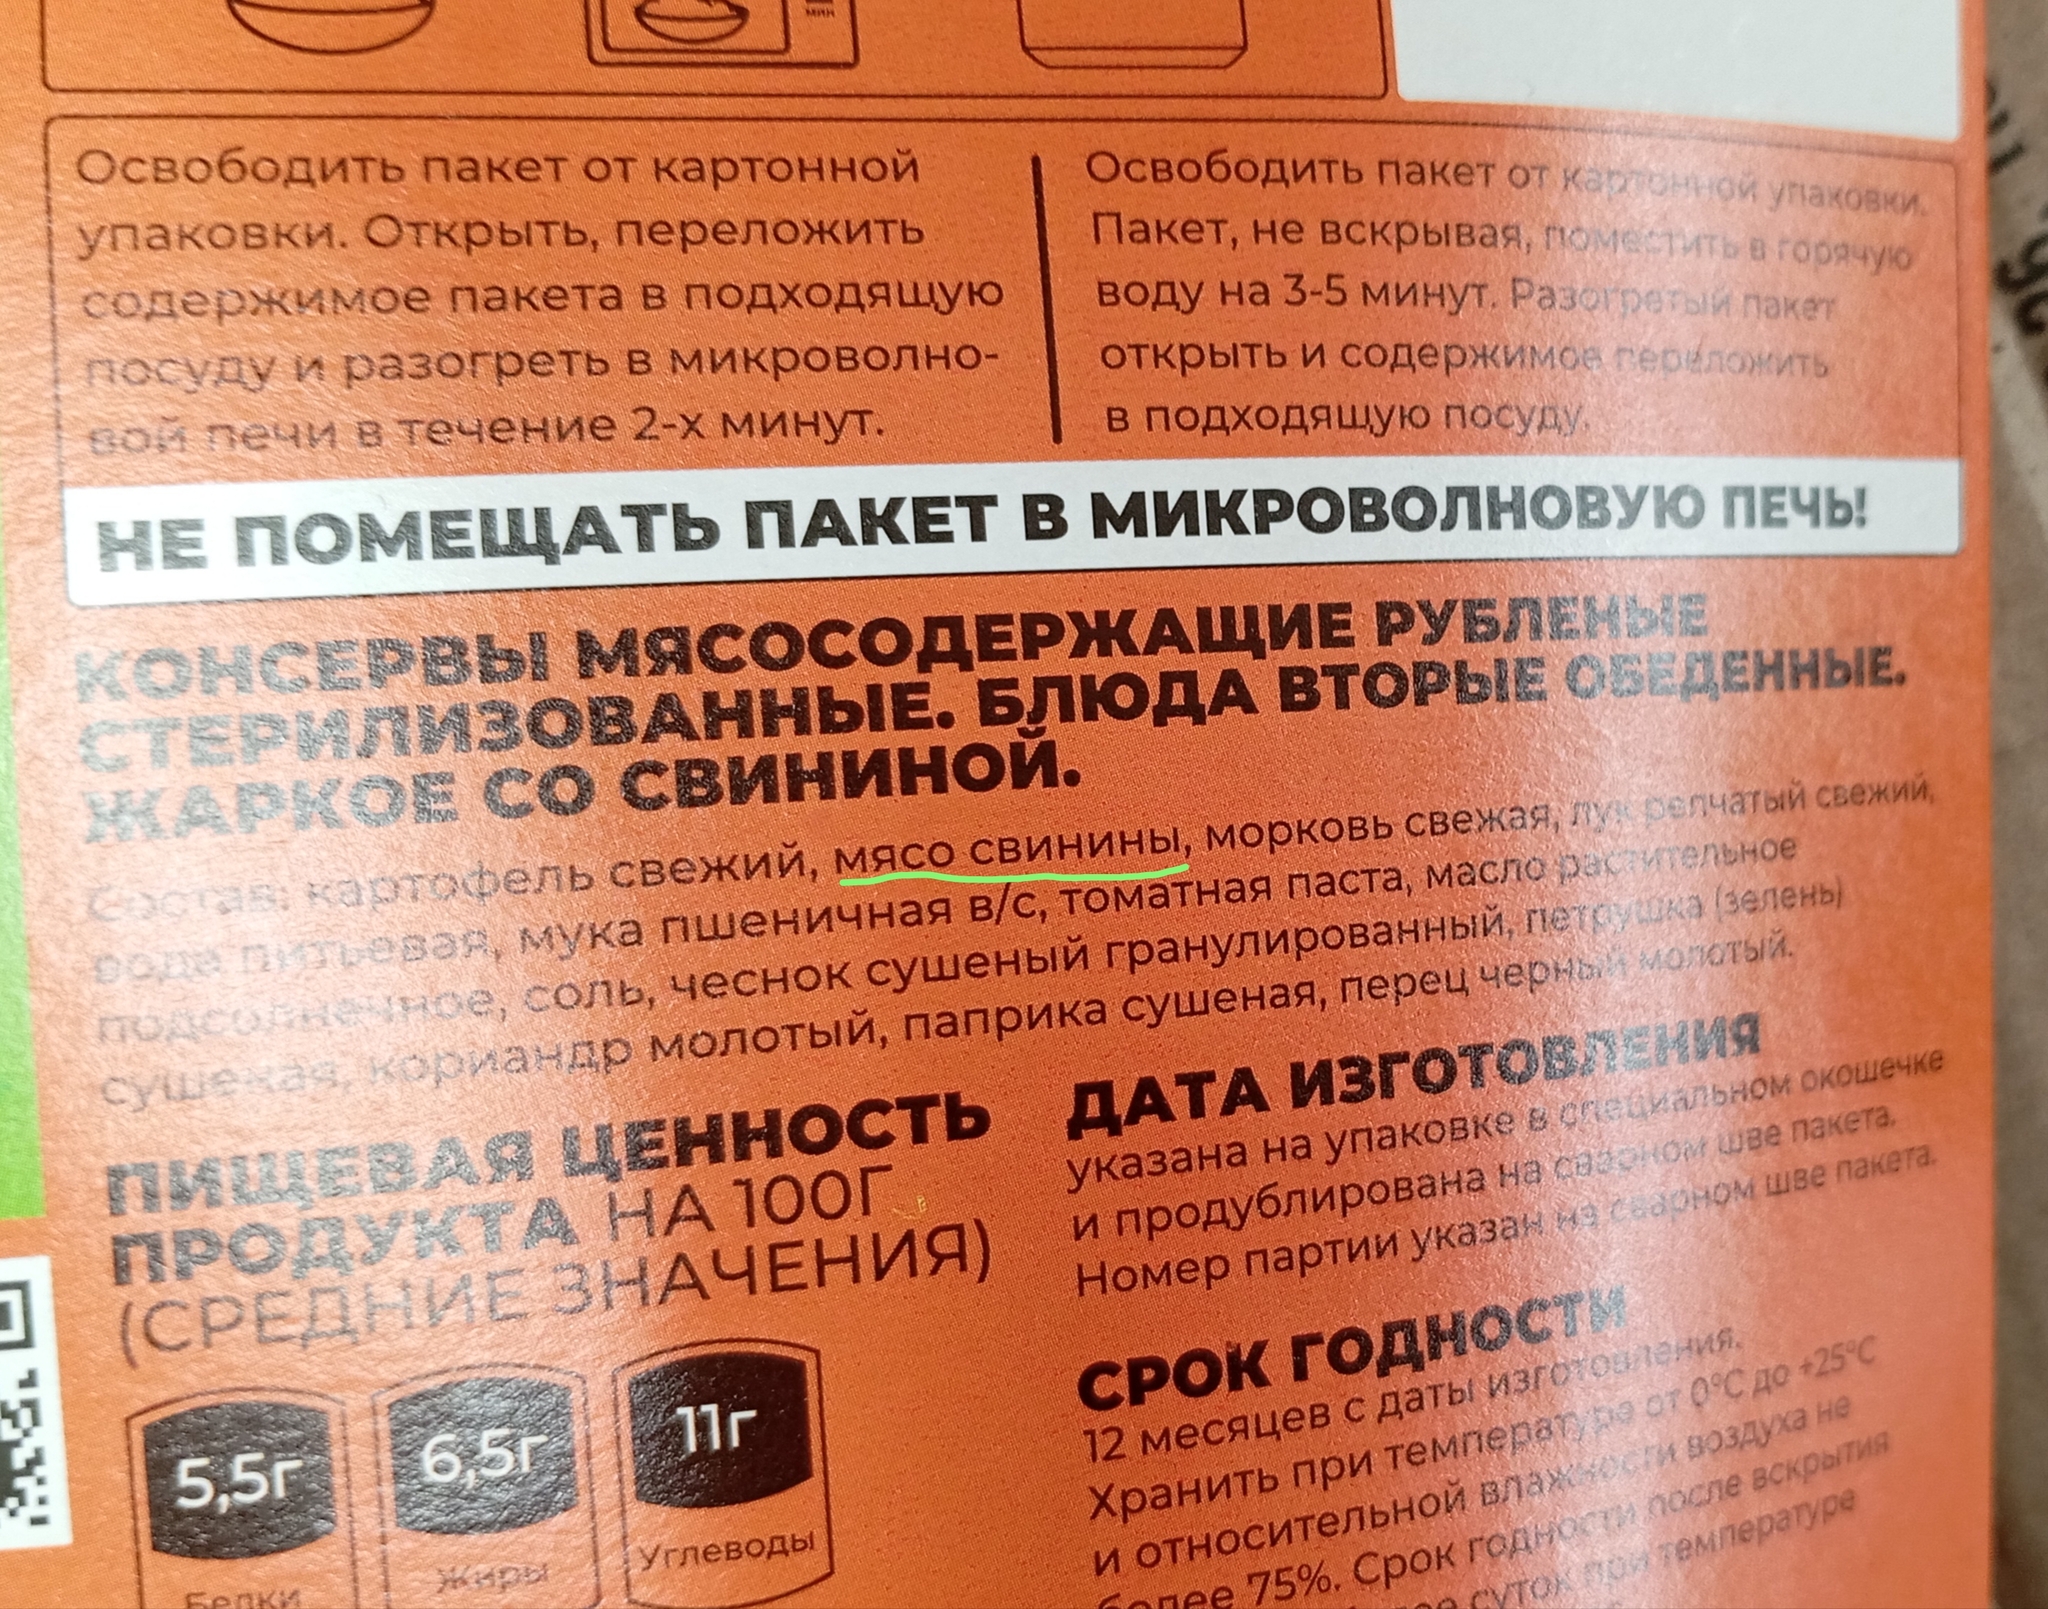 мин
Освободить пакет от картонной
упаковки. Открыть, переложить
содержимое пакета в подходящую
посуду и разогреть в микроволно-
вой печи в течение 2-х минут.
Освободить пакет от картонной упаковки.
Пакет, не вскрывая, поместить в горячую
воду на 3-5 минут. Разогретый пакет
открыть и содержимое переложить
в подходящую посуду.
НЕ ПОМЕЩАТЬ ПАКЕТ В МИКРОВОЛНОВУЮ ПЕЧЬ!
КОНСЕРВЫ МЯСОСОДЕРЖАЩИЕ РУБЛЕНЫЕ
СТЕРИЛИЗОВАННЫЕ. БЛЮДА ВТОРЫЕ ОБЕДЕННЫЕ.
ЖАРКОЕ СО СВИНИНОЙ.
Состав: картофель свежий, мясо свинины, морковь свежая, лук репчатый свежий,
вода питьевая, мука пшеничная в/с, томатная паста, масло растительное
подсолнечное, соль, чеснок сушеный гранулированный, петрушка (зелень)
сушеная, кориандр молотый, паприка сушеная, перец черный молотый.
ПИЩЕВАЯ ЦЕННОСТЬ
ПРОДУКТА НА 100Г
(СРЕДНИЕ ЗНАЧЕНИЯ)
5,5г
Белки
6,5г
Жиры
11г
Углеводы
ДАТА ИЗГОТОВЛЕНИЯ
указана на упаковке в специальном окошечке
и продублирована на сварном шве пакета.
Номер партии указан на сварном шве пакета.
СРОК ГОДНОСТИ
12 месяцев с даты изготовления.
Хранить при температуре от 0°С до +25°С
и относительной влажности воздуха не
более 75%. Срок годности после вскрытия
суток при температуре